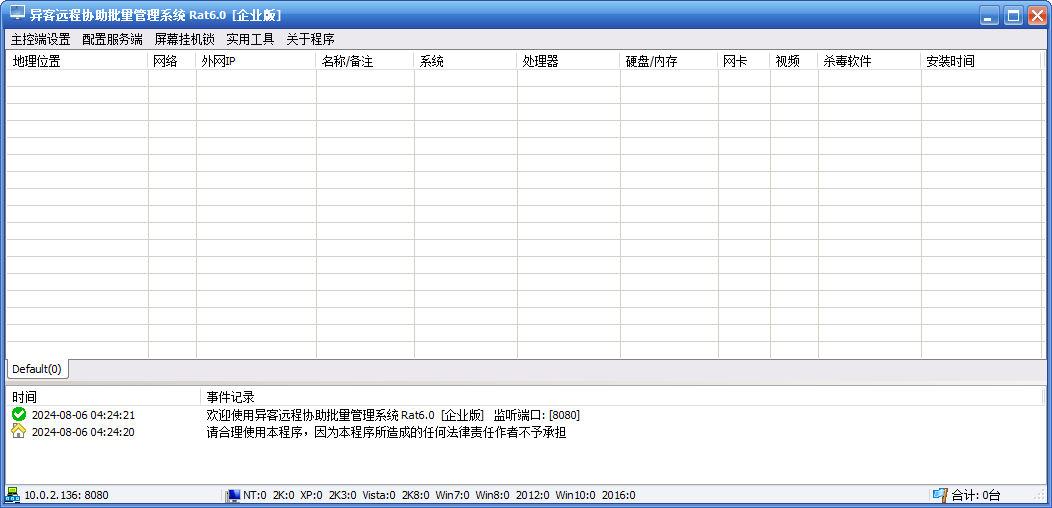 异客远程协助批量管理系统 Rat6.0 [企业版]
主控端设置 配置服务端 屏幕挂机锁 实用工具 关于程序
地理位置 网络 外网IP 名称/备注 系统 处理器 硬盘/内存 网卡 视频 杀毒软件 安装时间
Default(0)
时间 事件记录
2024-08-06 04:24:21 欢迎使用异客远程协助批量管理系统 Rat6.0 [企业版] 监听端口: [8080]
2024-08-06 04:24:20 请合理使用本程序，因为本程序所造成的任何法律责任作者不予承担
10.0.2.136: 8080 NT:0 2K:0 XP:0 2K3:0 Vista:0 2K8:0 Win7:0 Win8:0 2012:0 Win10:0 2016:0 合计: 0台